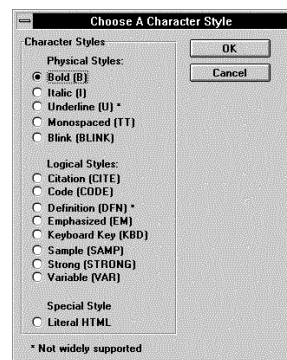 Choose A Character Style
Character Styles
Physical Styles:
Bold (B)
Italic (I)
Underline (U) *
Monospaced (TT)
Blink (BLINK)
Logical Styles:
Citation (CITE)
Code (CODE)
Definition (DFN) *
Emphasized (EM)
Keyboard Key (KBD)
Sample (SAMP)
Strong (STRONG)
Variable (VAR)
Special Style
Literal HTML
* Not widely supported
OK
Cancel